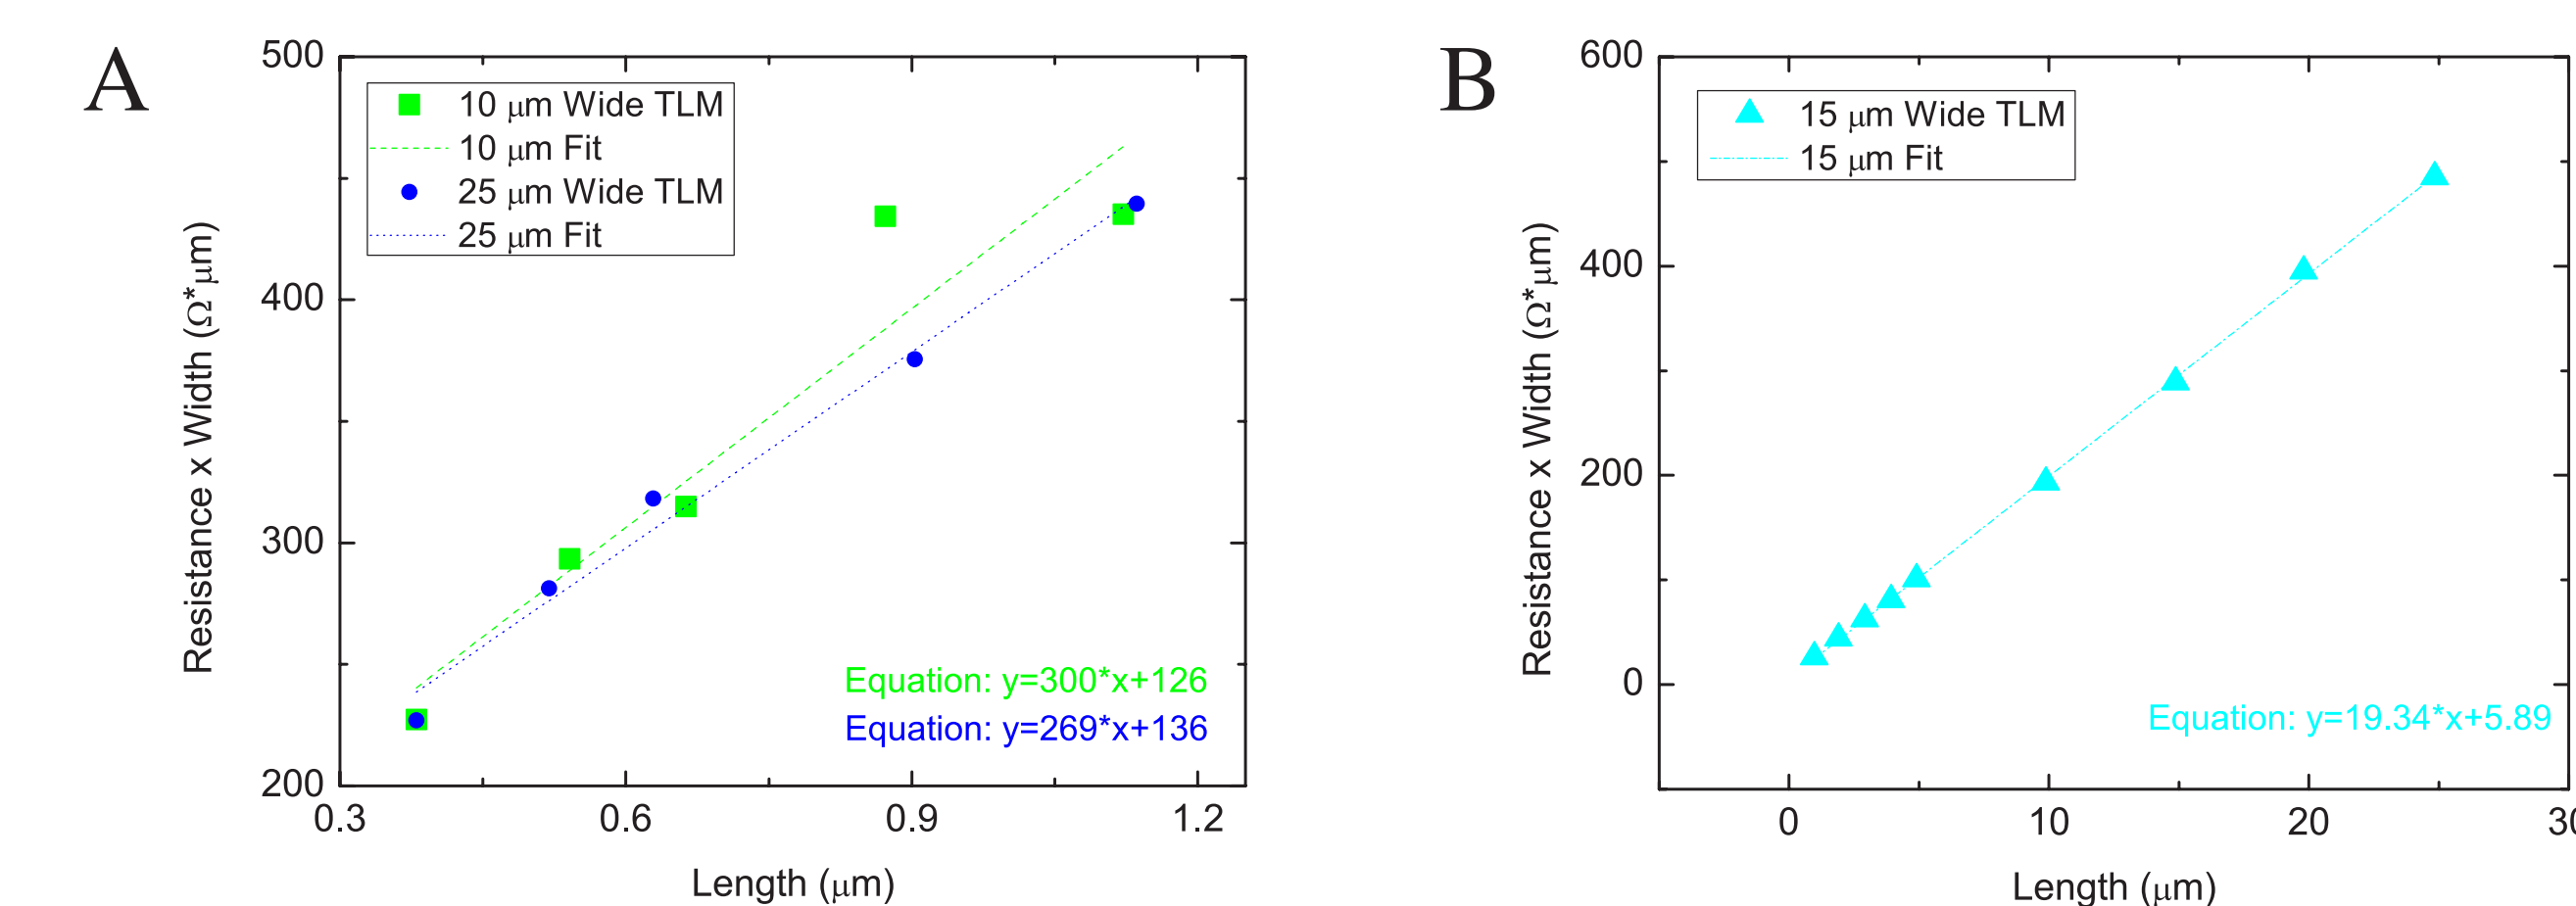 A
500
400
300
200
0.3
0.6
0.9
1.2
Resistance x Width (Ω*μm)
Length (μm)
10 μm Wide TLM
10 μm Fit
25 μm Wide TLM
25 μm Fit
Equation: y=300*x+126
Equation: y=269*x+136
B
600
400
200
0
0
10
20
Resistance x Width (Ω*μm)
Length (μm)
15 μm Wide TLM
15 μm Fit
Equation: y=19.34*x+5.89